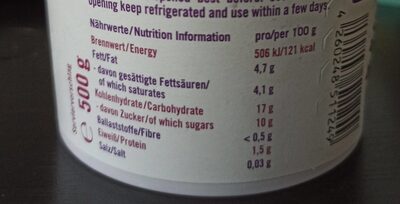 opening keep refrigerated and use within a few days.
Nährwerte/Nutrition Information pro/per 100 g
Brennwert/Energy 506 kJ/121 kcal
Fett/Fat 4,7 g
- davon gesättigte Fettsäuren/
of which saturates 4,1 g
Kohlenhydrate/Carbohydrate 17 g
- davon Zucker/of which sugars 10 g
Ballaststoffe/Fibre < 0,5 g
Eiweiß/Protein 1,5 g
Salz/Salt 0,03 g
Serviervorschlag
e 500 g